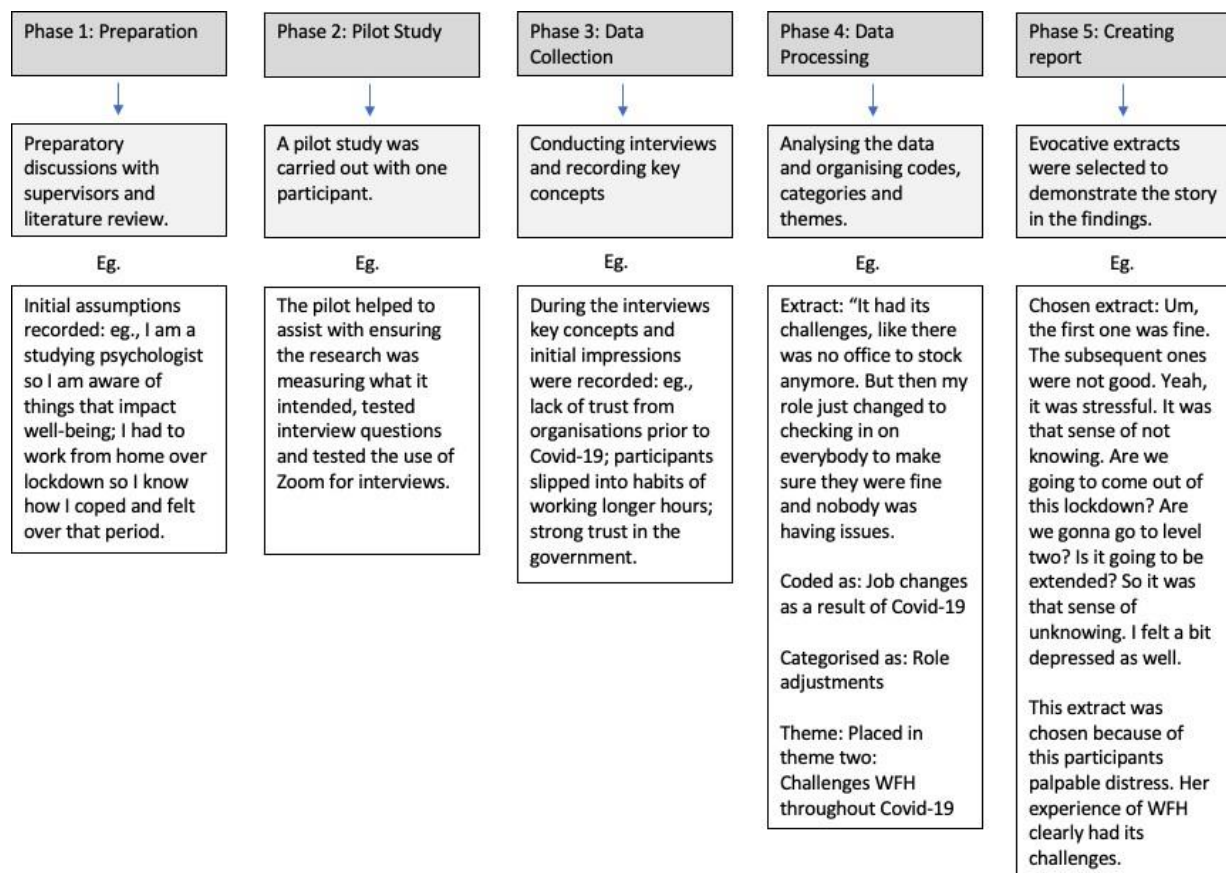 Phase 1: Preparation
Preparatory
discussions with
supervisors and
literature review.
Eg.
Initial assumptions
recorded: eg., I am a
studying psychologist
so I am aware of
things that impact
well-being; I had to
work from home over
lockdown so I know
how I coped and felt
over that period.
Phase 2: Pilot Study
A pilot study was
carried out with one
participant.
Eg.
The pilot helped to
assist with ensuring
the research was
measuring what it
intended, tested
interview questions
and tested the use of
Zoom for interviews.
Phase 3: Data
Collection
Conducting interviews
and recording key
concepts
Eg.
During the interviews
key concepts and
initial impressions
were recorded: eg.,
lack of trust from
organisations prior to
Covid-19; participants
slipped into habits of
working longer hours;
strong trust in the
government.
Phase 4: Data
Processing
Analysing the data
and organising codes,
categories and
themes.
Eg.
Extract: “It had its
challenges, like there
was no office to stock
anymore. But then my
role just changed to
checking in on
everybody to make
sure they were fine
and nobody was
having issues.
Coded as: Job changes
as a result of Covid-19
Categorised as: Role
adjustments
Theme: Placed in
theme two:
Challenges WFH
throughout Covid-19
Phase 5: Creating
report
Evocative extracts
were selected to
demonstrate the story
in the findings.
Eg.
Chosen extract: Um,
the first one was fine.
The subsequent ones
were not good. Yeah,
it was stressful. It was
that sense of not
knowing. Are we
going to come out of
this lockdown? Are
we gonna go to level
two? Is it going to be
extended? So it was
that sense of
unknowing. I felt a bit
depressed as well.
This extract was
chosen because of
this participants
palpable distress. Her
experience of WFH
clearly had its
challenges.